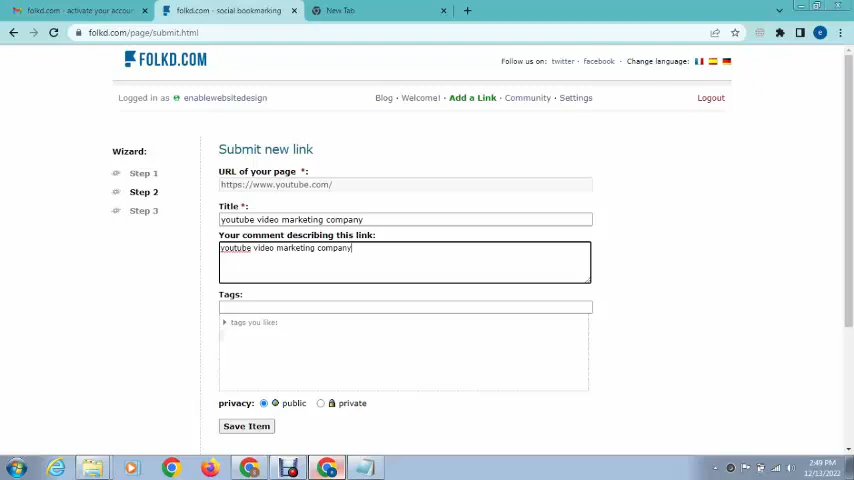 folkd.com - activate your accou
folkd.com - social bookmarking
New Tab
folkd.com/page/submit.html
FOLKD.COM
Follow us on: twitter · facebook · Change language:
Logged in as enablewebsitedesign
Blog · Welcome! · Add a Link · Community · Settings
Logout
Wizard:
Submit new link
Step 1
URL of your page *:
https://www.youtube.com/
Step 2
Step 3
Title *:
youtube video marketing company
Your comment describing this link:
youtube video marketing company
Tags:
tags you like:
privacy: public private
Save Item
e
2:49 PM
12/13/2022